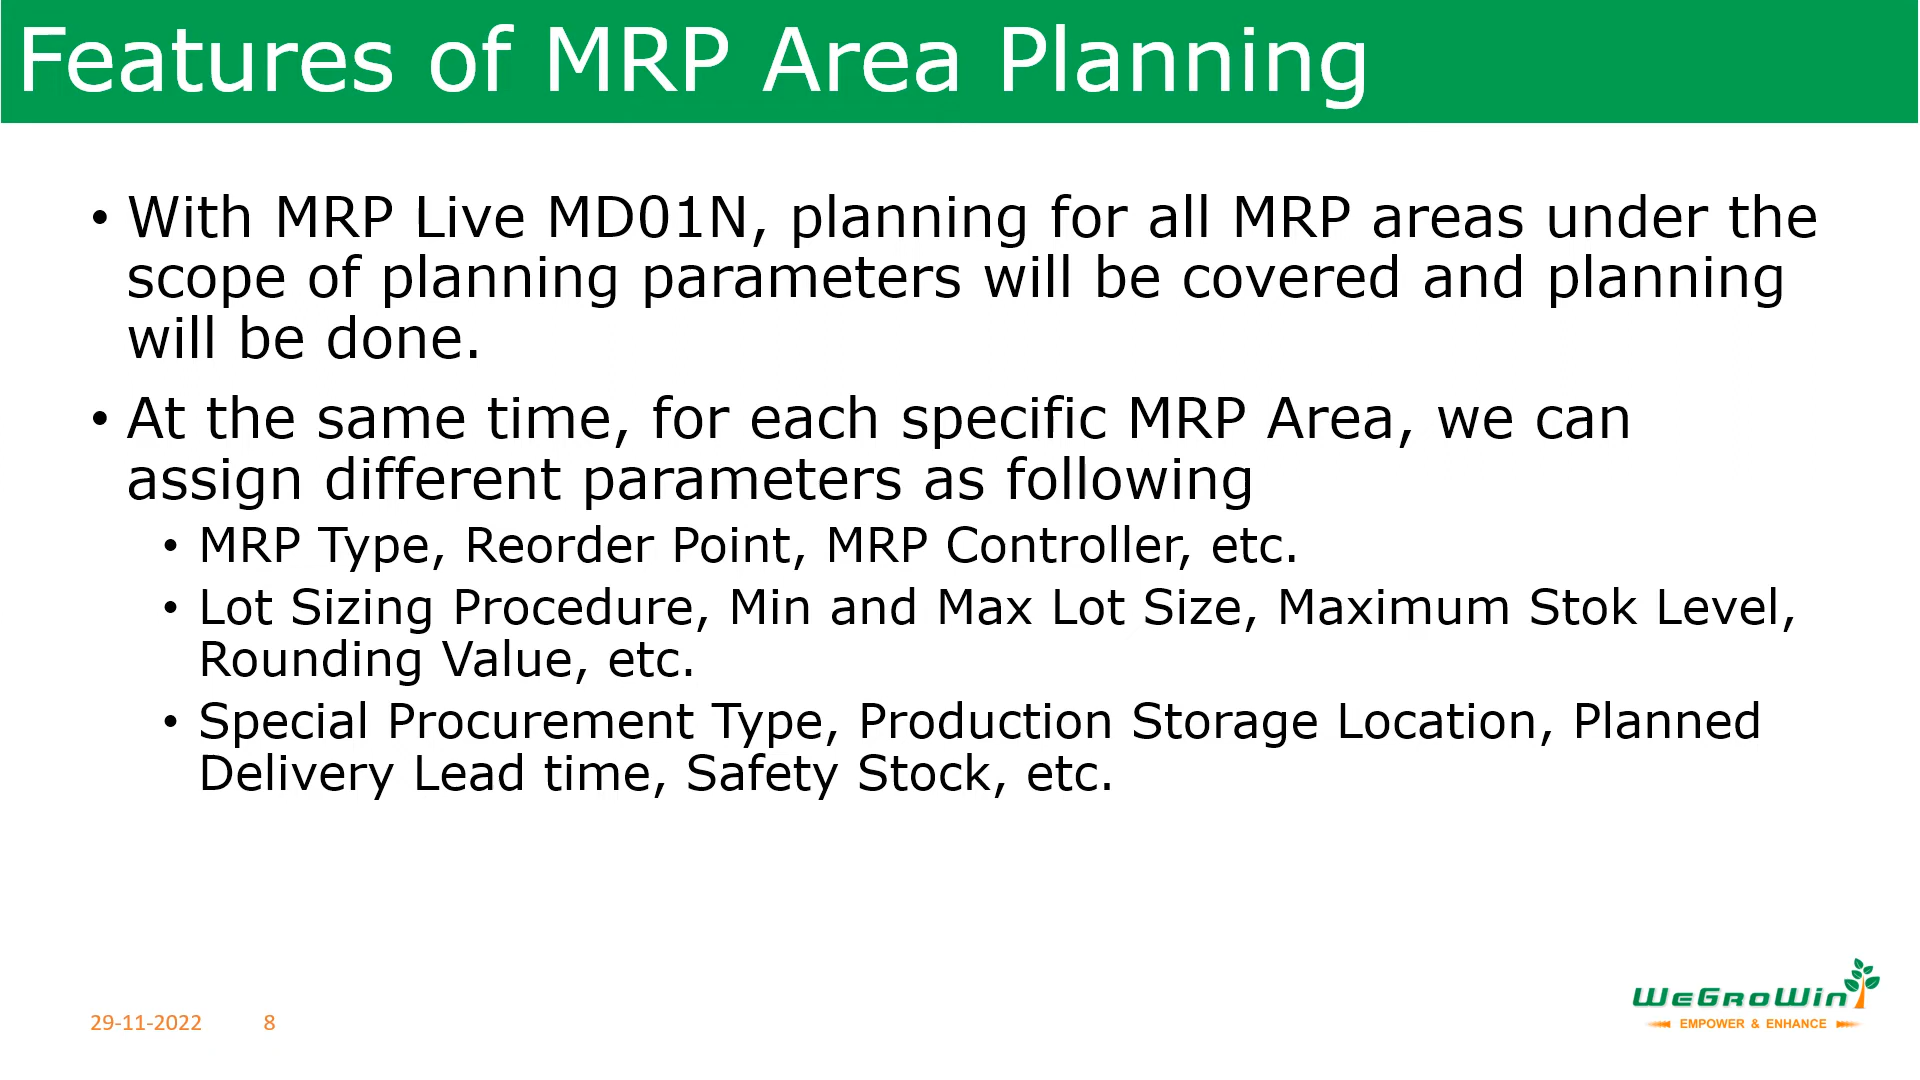 Features of MRP Area Planning
• With MRP Live MD01N, planning for all MRP areas under the
scope of planning parameters will be covered and planning
will be done.
• At the same time, for each specific MRP Area, we can
assign different parameters as following
• MRP Type, Reorder Point, MRP Controller, etc.
• Lot Sizing Procedure, Min and Max Lot Size, Maximum Stok Level,
Rounding Value, etc.
• Special Procurement Type, Production Storage Location, Planned
Delivery Lead time, Safety Stock, etc.
29-11-2022 8
WeGroWin
EMPOWER & ENHANCE